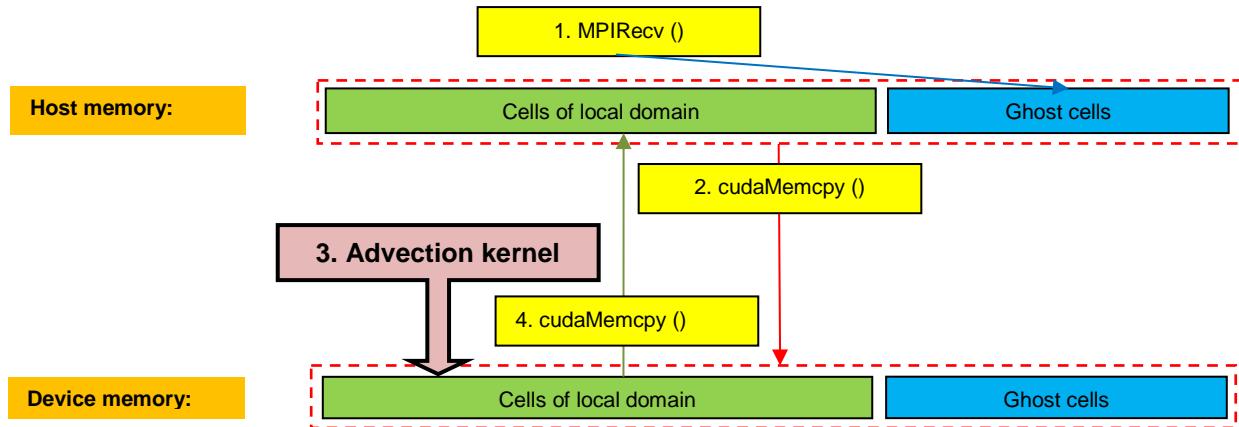 1. MPIRecv ()
Host memory:
Cells of local domain
Ghost cells
2. cudaMemcpy ()
3. Advection kernel
4. cudaMemcpy ()
Device memory:
Cells of local domain
Ghost cells